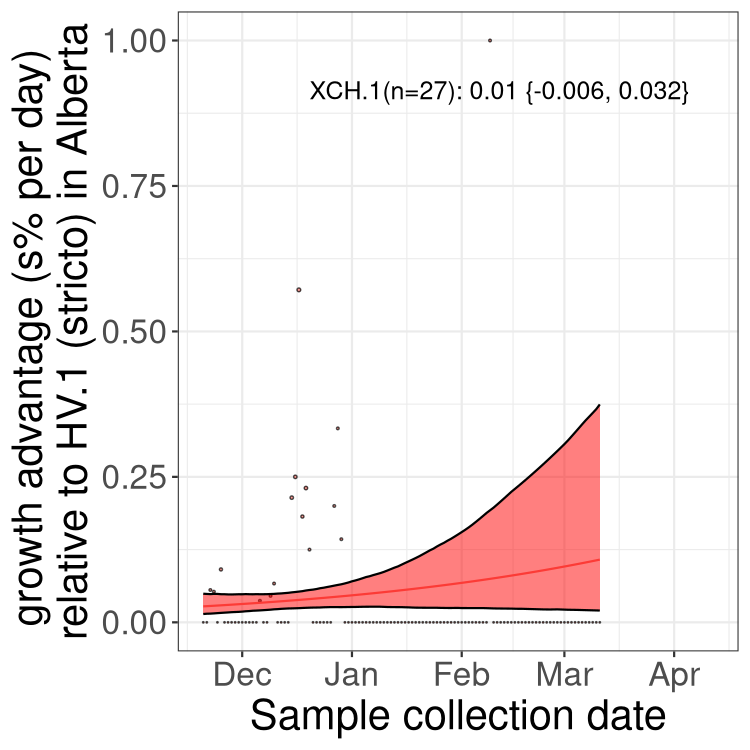 growth advantage (s% per day)
relative to HV.1 (stricto) in Alberta
1.00
0.75
0.50
0.25
0.00
XCH.1(n=27): 0.01 {-0.006, 0.032}
Dec Jan Feb Mar Apr
Sample collection date